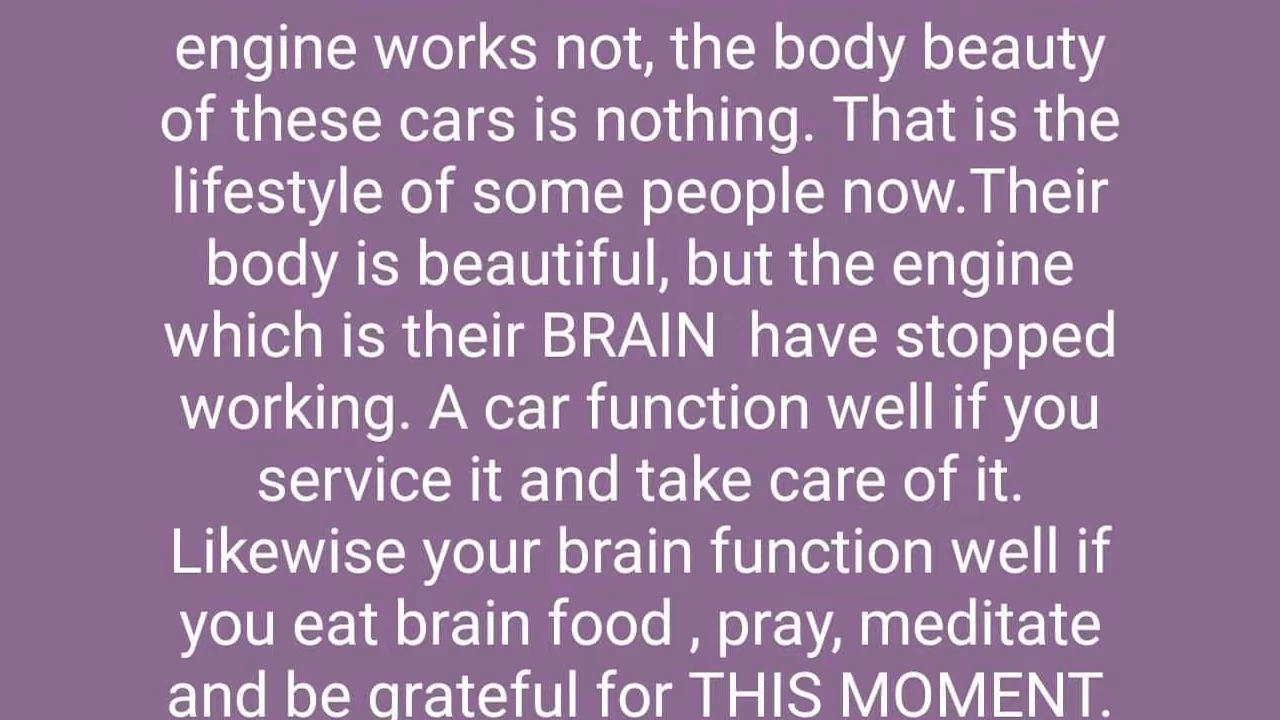 engine works not, the body beauty
of these cars is nothing. That is the
lifestyle of some people now.Their
body is beautiful, but the engine
which is their BRAIN  have stopped
working. A car function well if you
service it and take care of it.
Likewise your brain function well if
you eat brain food , pray, meditate
and be grateful for THIS MOMENT.